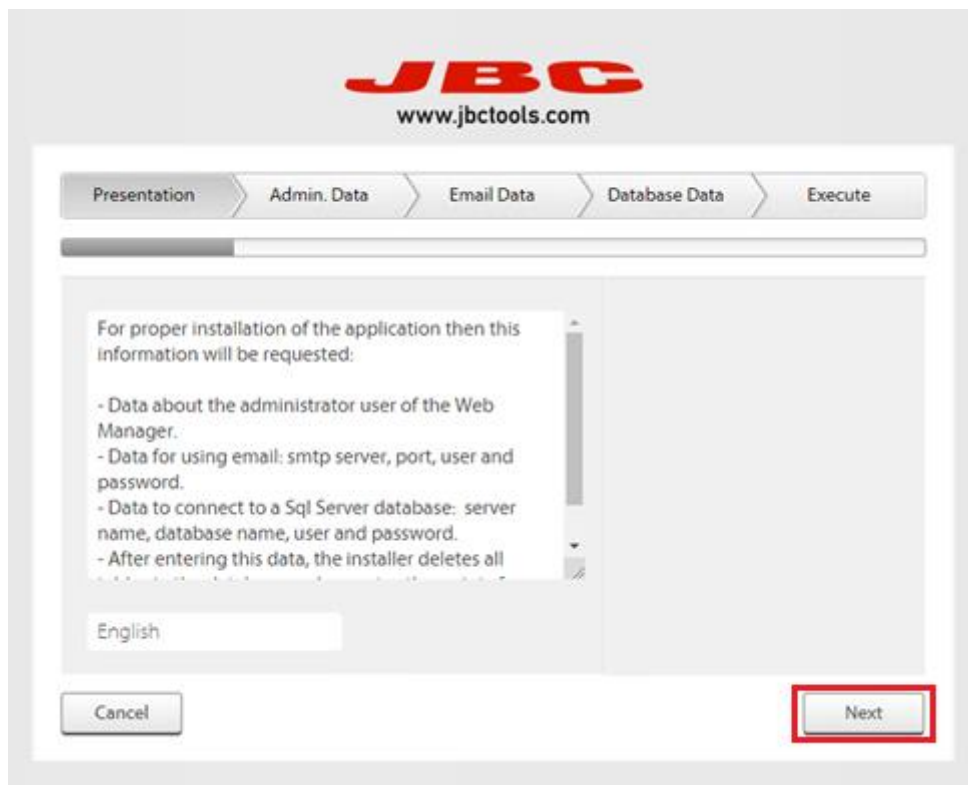 JBC
www.jbctools.com
Presentation
Admin. Data
Email Data
Database Data
Execute
For proper installation of the application then this
information will be requested:
- Data about the administrator user of the Web
Manager.
- Data for using email: smtp server, port, user and
password.
- Data to connect to a Sql Server database: server
name, database name, user and password.
- After entering this data, the installer deletes all
English
Cancel
Next